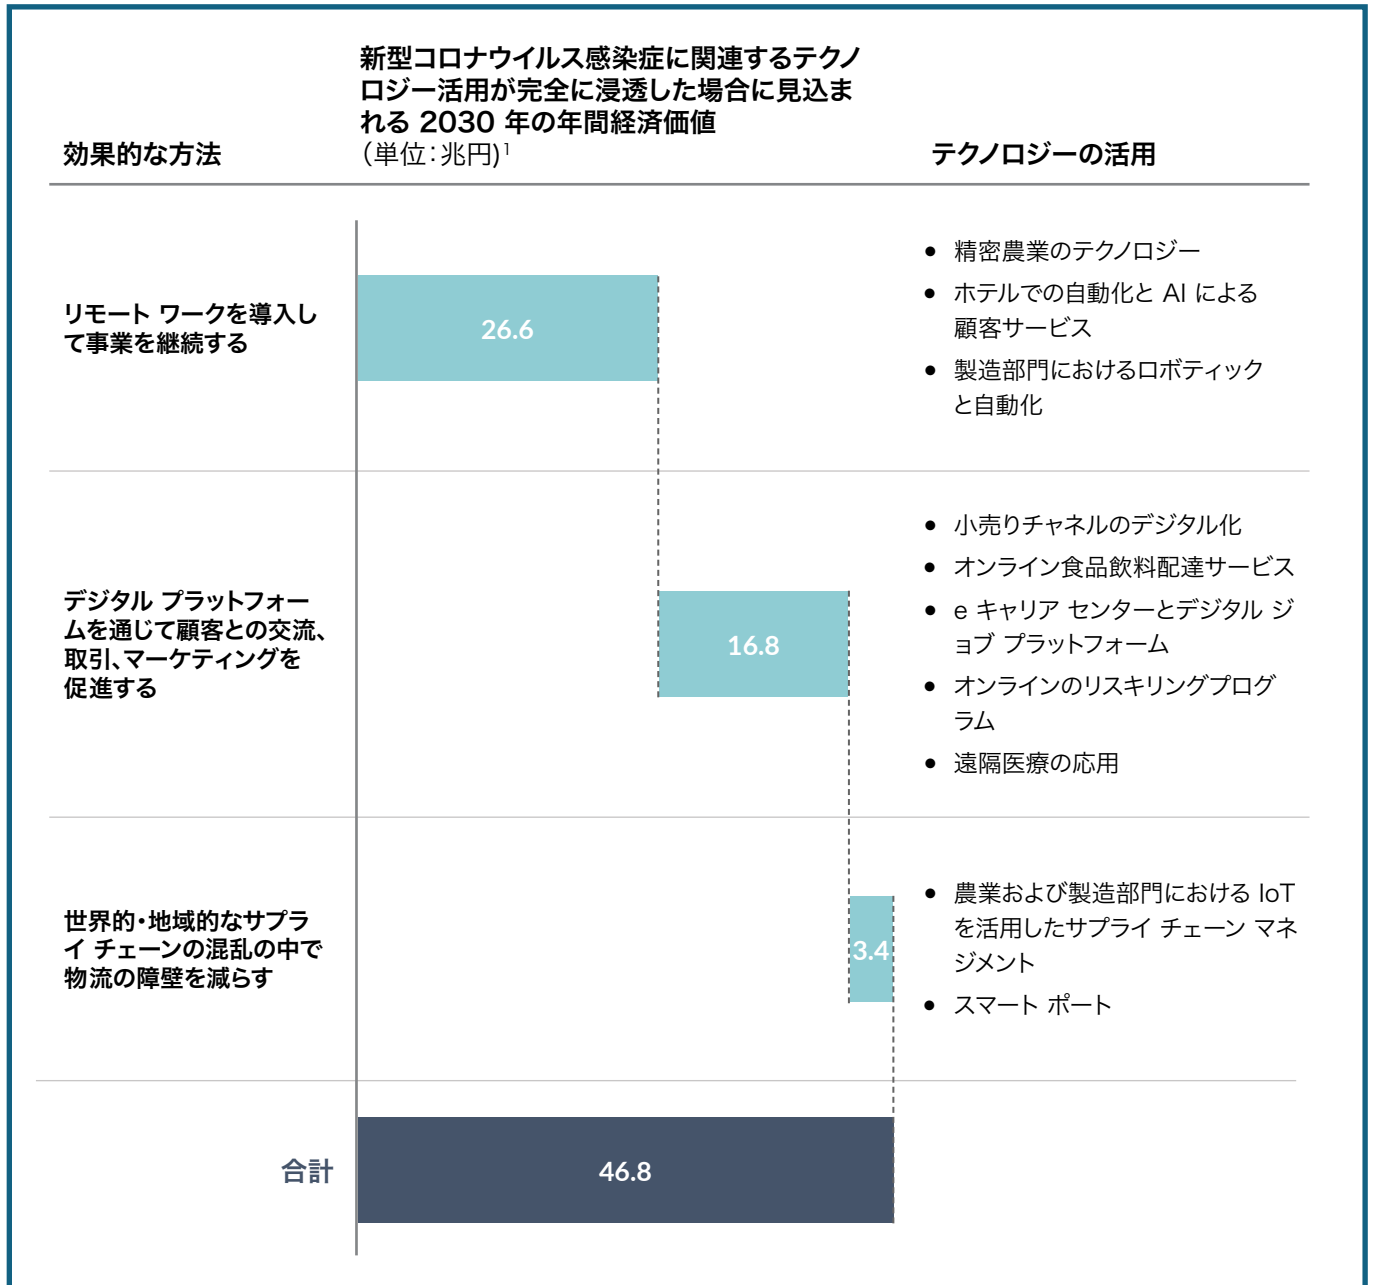 効果的な方法
新型コロナウイルス感染症に関連するテクノ
ロジー活用が完全に浸透した場合に見込ま
れる 2030 年の年間経済価値
(単位:兆円)1
テクノロジーの活用
リモート ワークを導入し
て事業を継続する
26.6
● 精密農業のテクノロジー
● ホテルでの自動化と AI による
顧客サービス
● 製造部門におけるロボティック
と自動化
デジタル プラットフォー
ムを通じて顧客との交流、
取引、マーケティングを
促進する
16.8
● 小売りチャネルのデジタル化
● オンライン食品飲料配達サービス
● e キャリア センターとデジタル ジ
ョブ プラットフォーム
● オンラインのリスキリングプログ
ラム
● 遠隔医療の応用
世界的・地域的なサプラ
イ チェーンの混乱の中で
物流の障壁を減らす
3.4
● 農業および製造部門における IoT
を活用したサプライ チェーン マネ
ジメント
● スマート ポート
合計
46.8